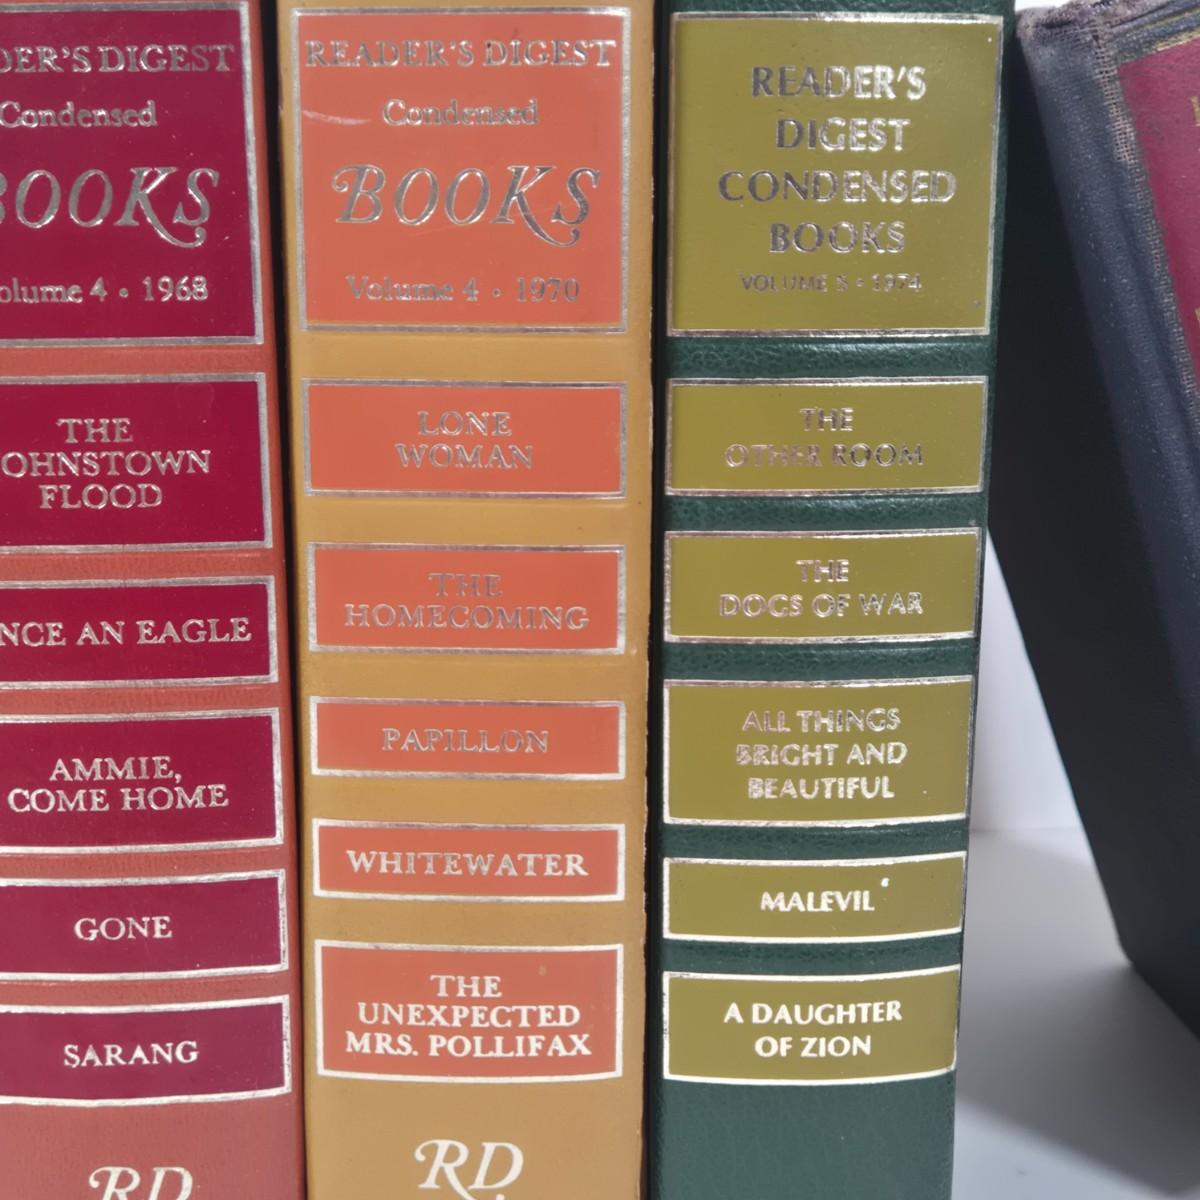 DER'S DIGEST
Condensed
BOOKS
olume 4 • 1968
THE
OHNSTOWN
FLOOD
NCE AN EAGLE
AMMIE,
COME HOME
GONE
SARANG
RD
READER'S DIGEST
Condensed
BOOKS
Volume 4 • 1970
LONE
WOMAN
THE
HOMECOMING
PAPILLON
WHITEWATER
THE
UNEXPECTED
MRS. POLLIFAX
RD
READER'S
DIGEST
CONDENSED
BOOKS
VOLUME 5 • 1974
THE
OTHER ROOM
THE
DOGS OF WAR
ALL THINGS
BRIGHT AND
BEAUTIFUL
MALEVIL
A DAUGHTER
OF ZION